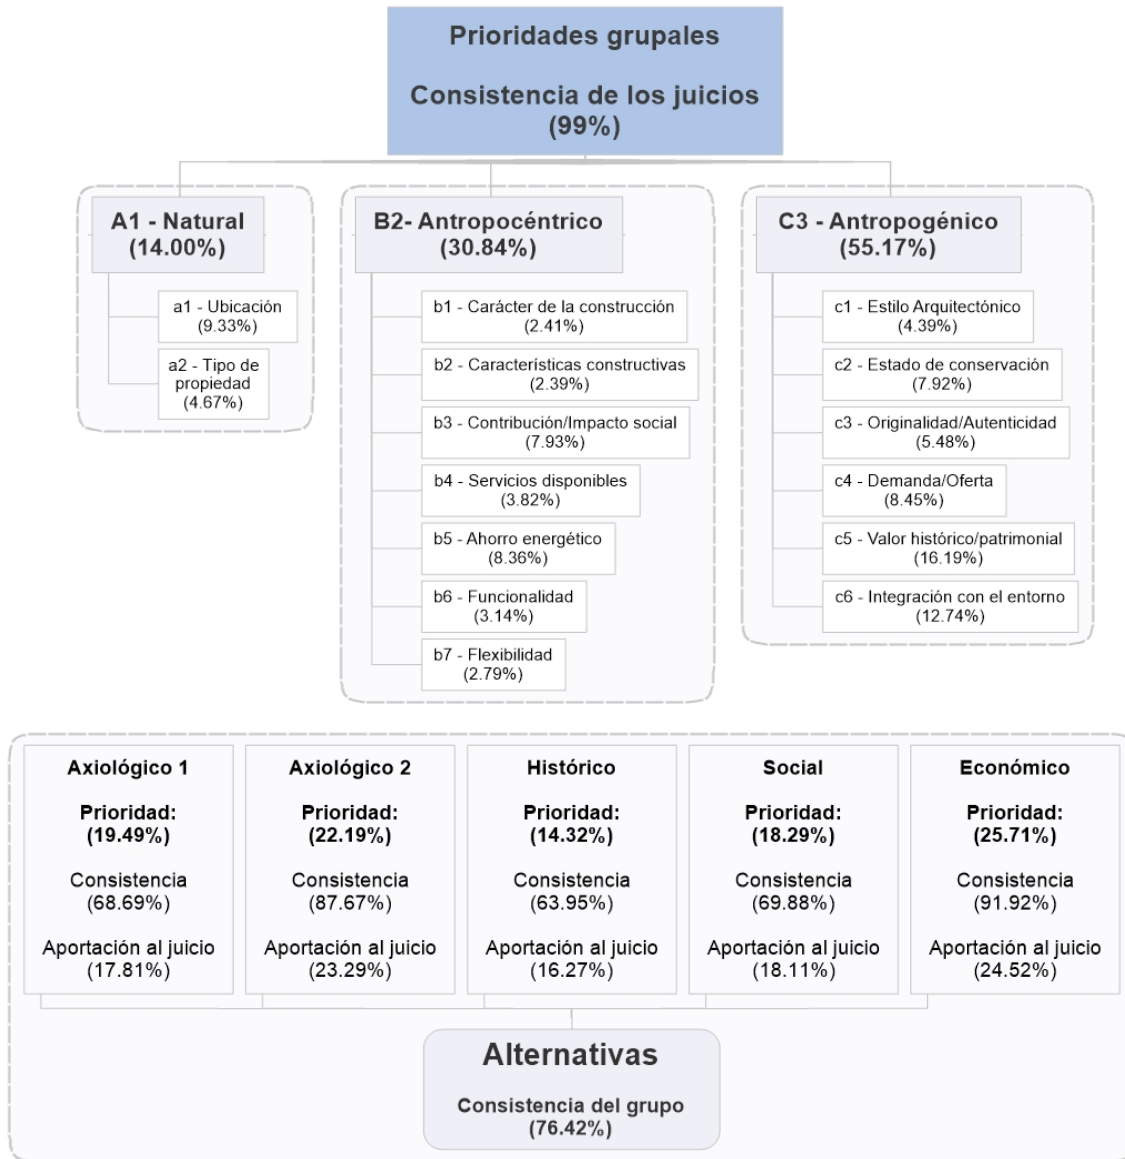 Prioridades grupales
Consistencia de los juicios
(99%)
A1 - Natural
(14.00%)
a1 - Ubicación
(9.33%)
a2 - Tipo de
propiedad
(4.67%)
B2- Antropocéntrico
(30.84%)
b1 - Carácter de la construcción
(2.41%)
b2 - Características constructivas
(2.39%)
b3 - Contribución/Impacto social
(7.93%)
b4 - Servicios disponibles
(3.82%)
b5 - Ahorro energético
(8.36%)
b6 - Funcionalidad
(3.14%)
b7 - Flexibilidad
(2.79%)
C3 - Antropogénico
(55.17%)
c1 - Estilo Arquitectónico
(4.39%)
c2 - Estado de conservación
(7.92%)
c3 - Originalidad/Autenticidad
(5.48%)
c4 - Demanda/Oferta
(8.45%)
c5 - Valor histórico/patrimonial
(16.19%)
c6 - Integración con el entorno
(12.74%)
Axiológico 1
Prioridad:
(19.49%)
Consistencia
(68.69%)
Aportación al juicio
(17.81%)
Axiológico 2
Prioridad:
(22.19%)
Consistencia
(87.67%)
Aportación al juicio
(23.29%)
Histórico
Prioridad:
(14.32%)
Consistencia
(63.95%)
Aportación al juicio
(16.27%)
Social
Prioridad:
(18.29%)
Consistencia
(69.88%)
Aportación al juicio
(18.11%)
Económico
Prioridad:
(25.71%)
Consistencia
(91.92%)
Aportación al juicio
(24.52%)
Alternativas
Consistencia del grupo
(76.42%)